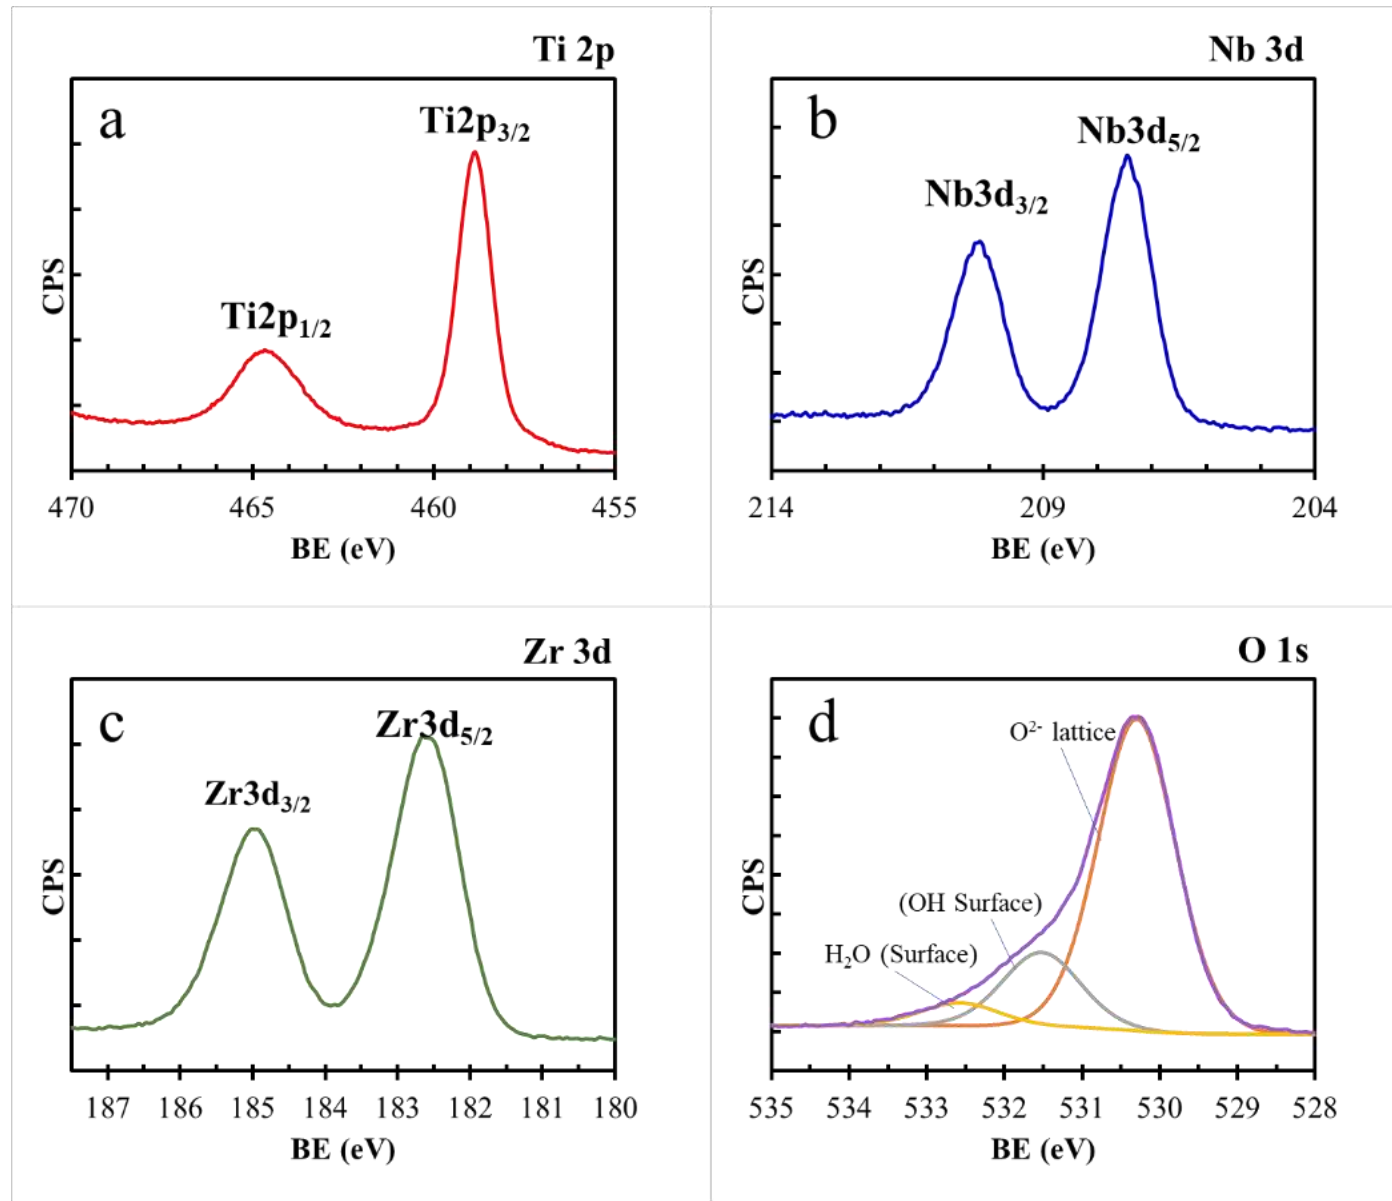 Ti 2p
a
Ti2p3/2
Ti2p1/2
CPS
470 465 460 455
BE (eV)
Nb 3d
b
Nb3d5/2
Nb3d3/2
CPS
214 209 204
BE (eV)
Zr 3d
c
Zr3d5/2
Zr3d3/2
CPS
187 186 185 184 183 182 181 180
BE (eV)
O 1s
d
O²⁻ lattice
(OH Surface)
H₂O (Surface)
CPS
535 534 533 532 531 530 529 528
BE (eV)